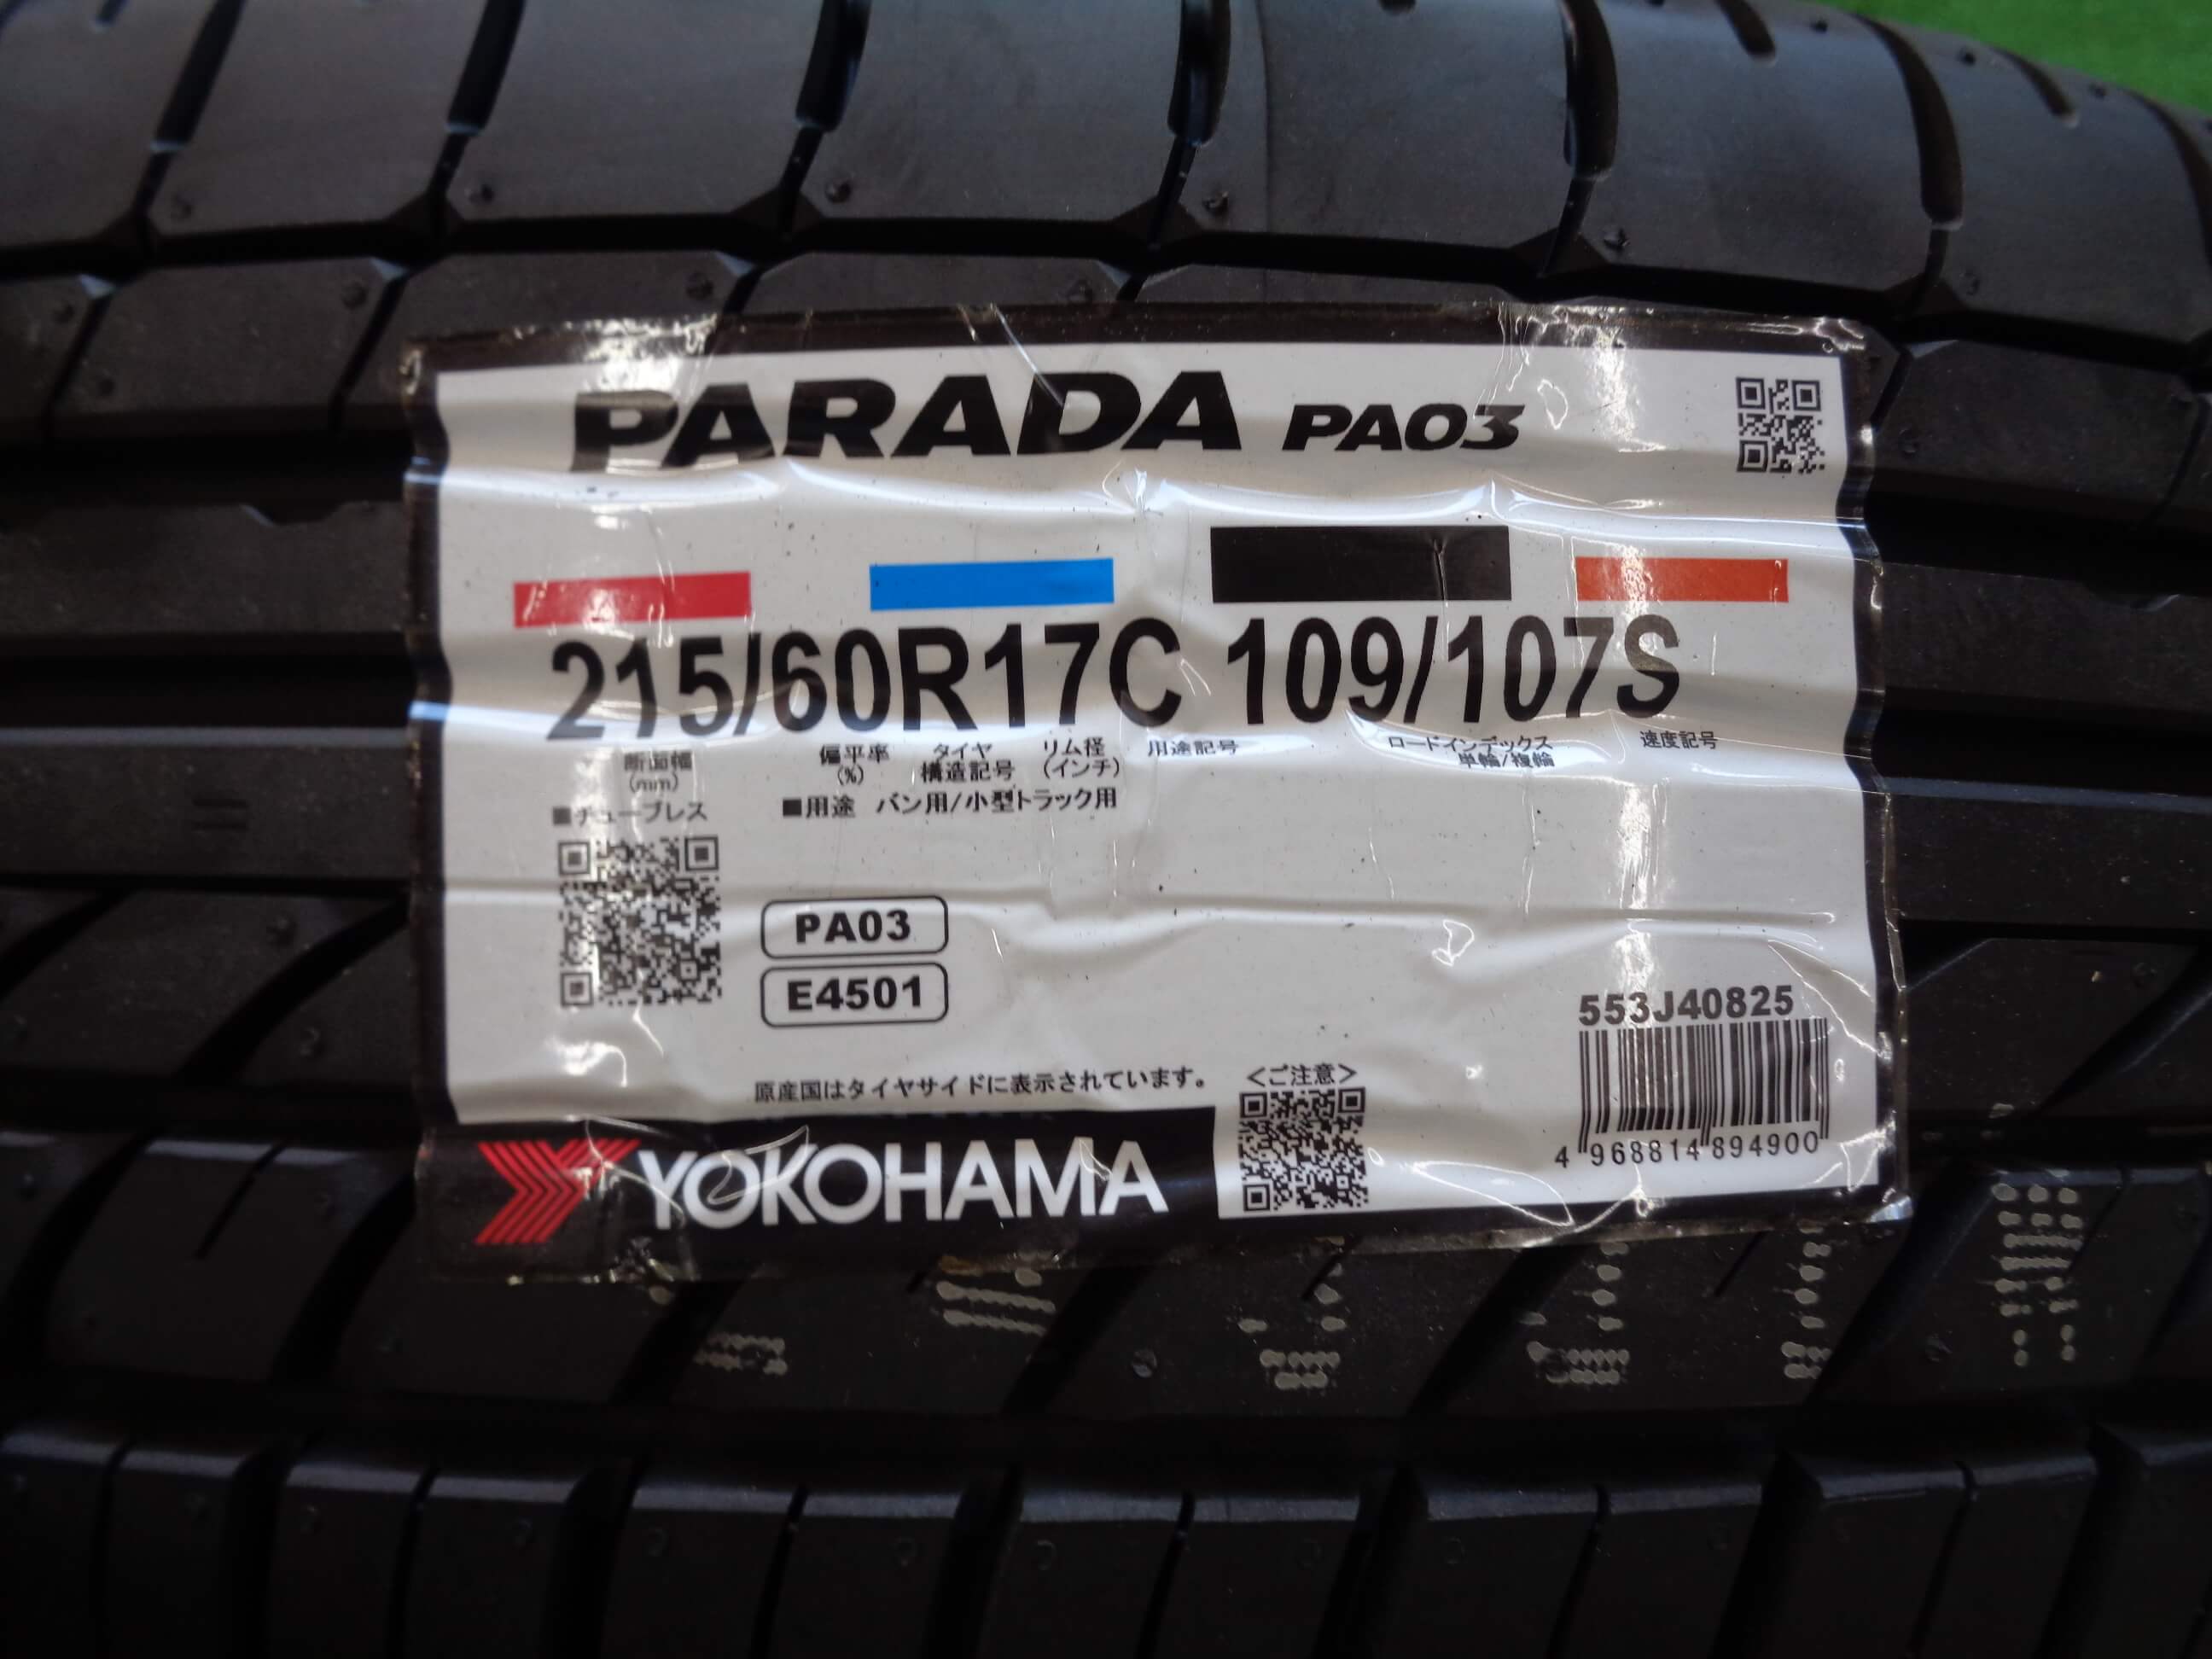 PARADA PA03
215/60R17C 109/107S
断面幅 偏平率 タイヤ リム径 用途記号 ロードインデックス 速度記号
(mm) (%) 構造記号 (インチ) 単輪/複輪
■チューブレス ■用途 バン用/小型トラック用
PA03
E4501
553J40825
原産国はタイヤサイドに表示されています。 <ご注意>
4 968814 894900
YOKOHAMA